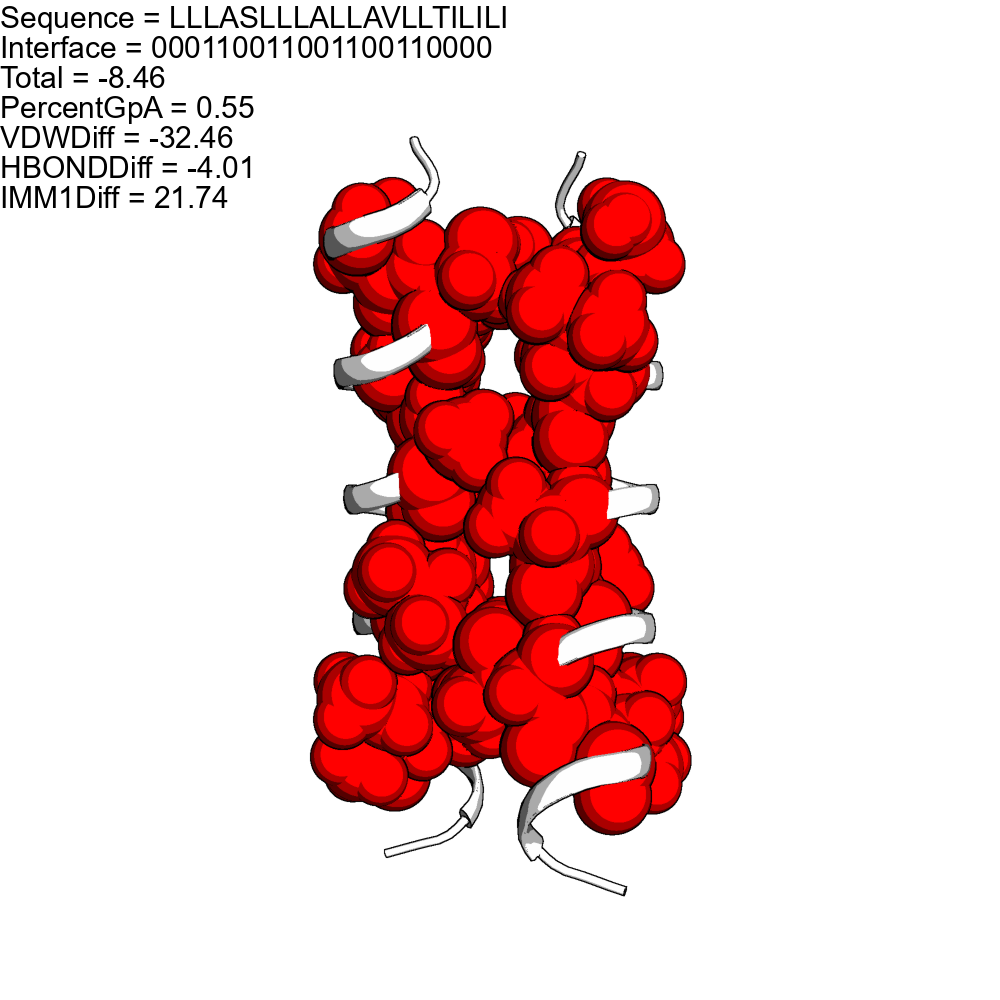 Sequence = LLLASLLLALLAVLLTILILI
Interface = 000110011001100110000
Total = -8.46
PercentGpA = 0.55
VDWDiff = -32.46
HBONDDiff = -4.01
IMM1Diff = 21.74